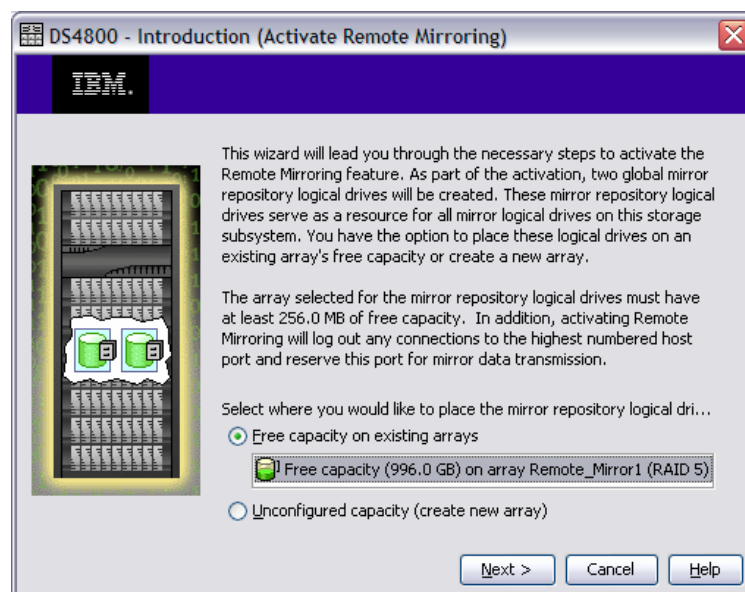 DS4800 - Introduction (Activate Remote Mirroring)
IBM.
This wizard will lead you through the necessary steps to activate the
Remote Mirroring feature. As part of the activation, two global mirror
repository logical drives will be created. These mirror repository logical
drives serve as a resource for all mirror logical drives on this storage
subsystem. You have the option to place these logical drives on an
existing array's free capacity or create a new array.
The array selected for the mirror repository logical drives must have
at least 256.0 MB of free capacity.  In addition, activating Remote
Mirroring will log out any connections to the highest numbered host
port and reserve this port for mirror data transmission.
Select where you would like to place the mirror repository logical dri...
Free capacity on existing arrays
Free capacity (996.0 GB) on array Remote_Mirror1 (RAID 5)
Unconfigured capacity (create new array)
Next > Cancel Help